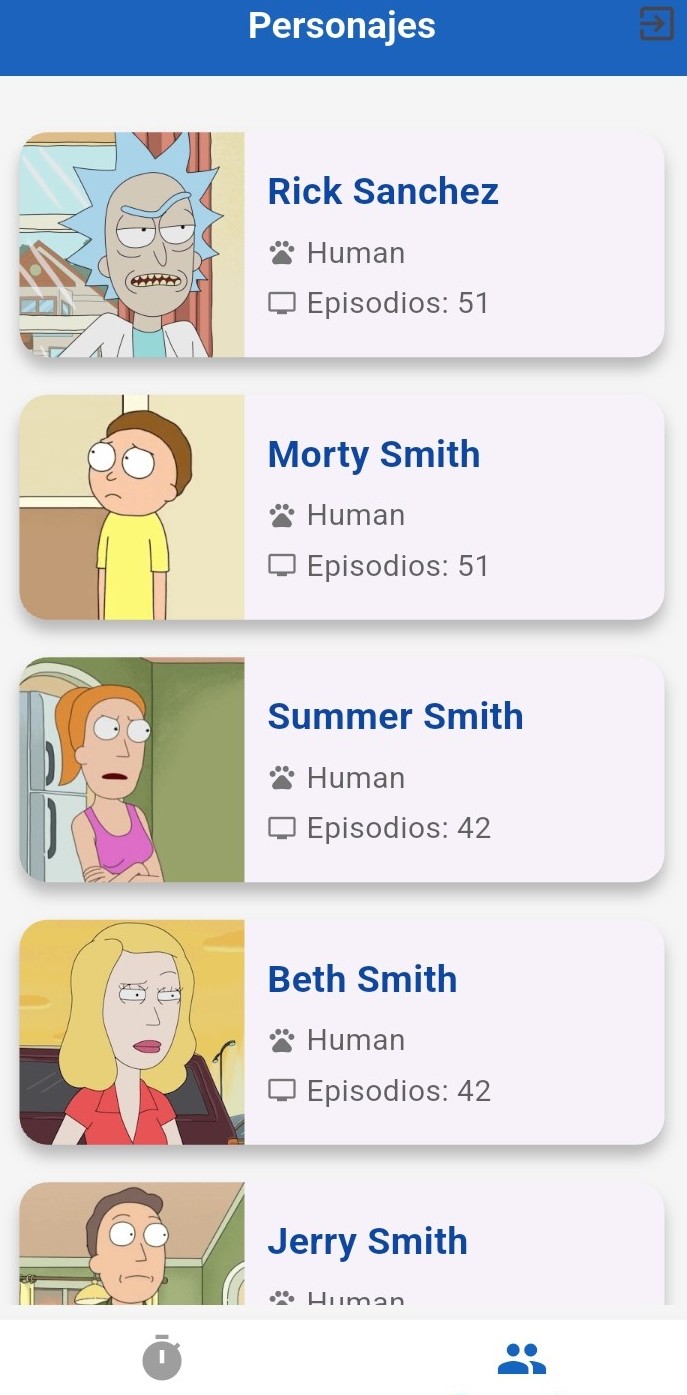 Personajes
Rick Sanchez
Human
Episodios: 51
Morty Smith
Human
Episodios: 51
Summer Smith
Human
Episodios: 42
Beth Smith
Human
Episodios: 42
Jerry Smith
Human